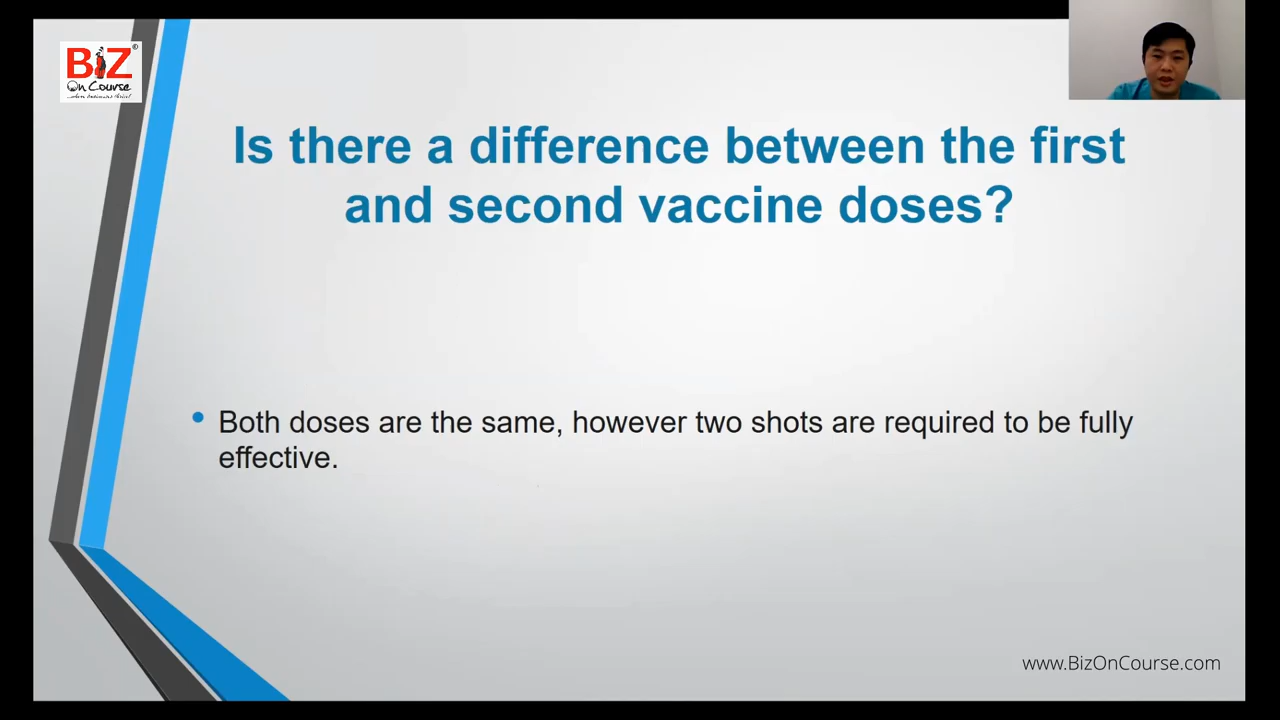 BiZ
On Course
Is there a difference between the first
and second vaccine doses?
• Both doses are the same, however two shots are required to be fully
effective.
www.BizOnCourse.com